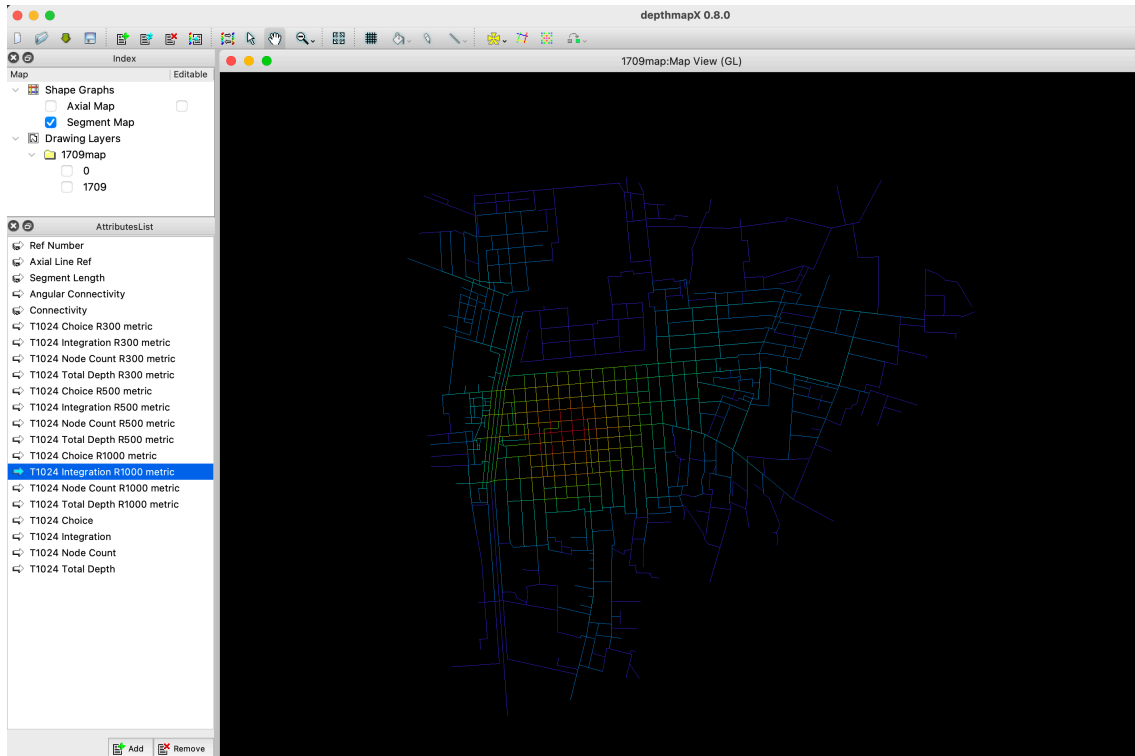 depthmapX 0.8.0
Index
1709map:Map View (GL)
Map Editable
Shape Graphs
Axial Map
Segment Map
Drawing Layers
1709map
0
1709
AttributesList
Ref Number
Axial Line Ref
Segment Length
Angular Connectivity
Connectivity
T1024 Choice R300 metric
T1024 Integration R300 metric
T1024 Node Count R300 metric
T1024 Total Depth R300 metric
T1024 Choice R500 metric
T1024 Integration R500 metric
T1024 Node Count R500 metric
T1024 Total Depth R500 metric
T1024 Choice R1000 metric
T1024 Integration R1000 metric
T1024 Node Count R1000 metric
T1024 Total Depth R1000 metric
T1024 Choice
T1024 Integration
T1024 Node Count
T1024 Total Depth
Add Remove